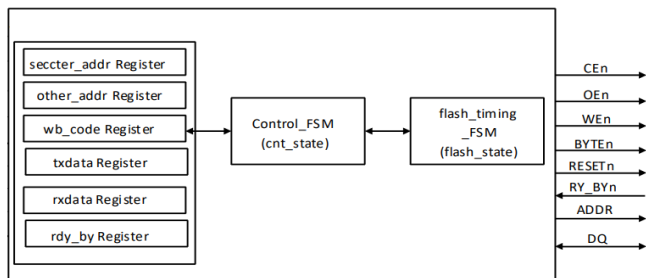 seccter_addr Register
other_addr Register
wb_code Register
txdata Register
rxdata Register
rdy_by Register
Control_FSM
(cnt_state)
flash_timing
_FSM
(flash_state)
CEn
OEn
WEn
BYTEn
RESETn
RY_BYn
ADDR
DQ